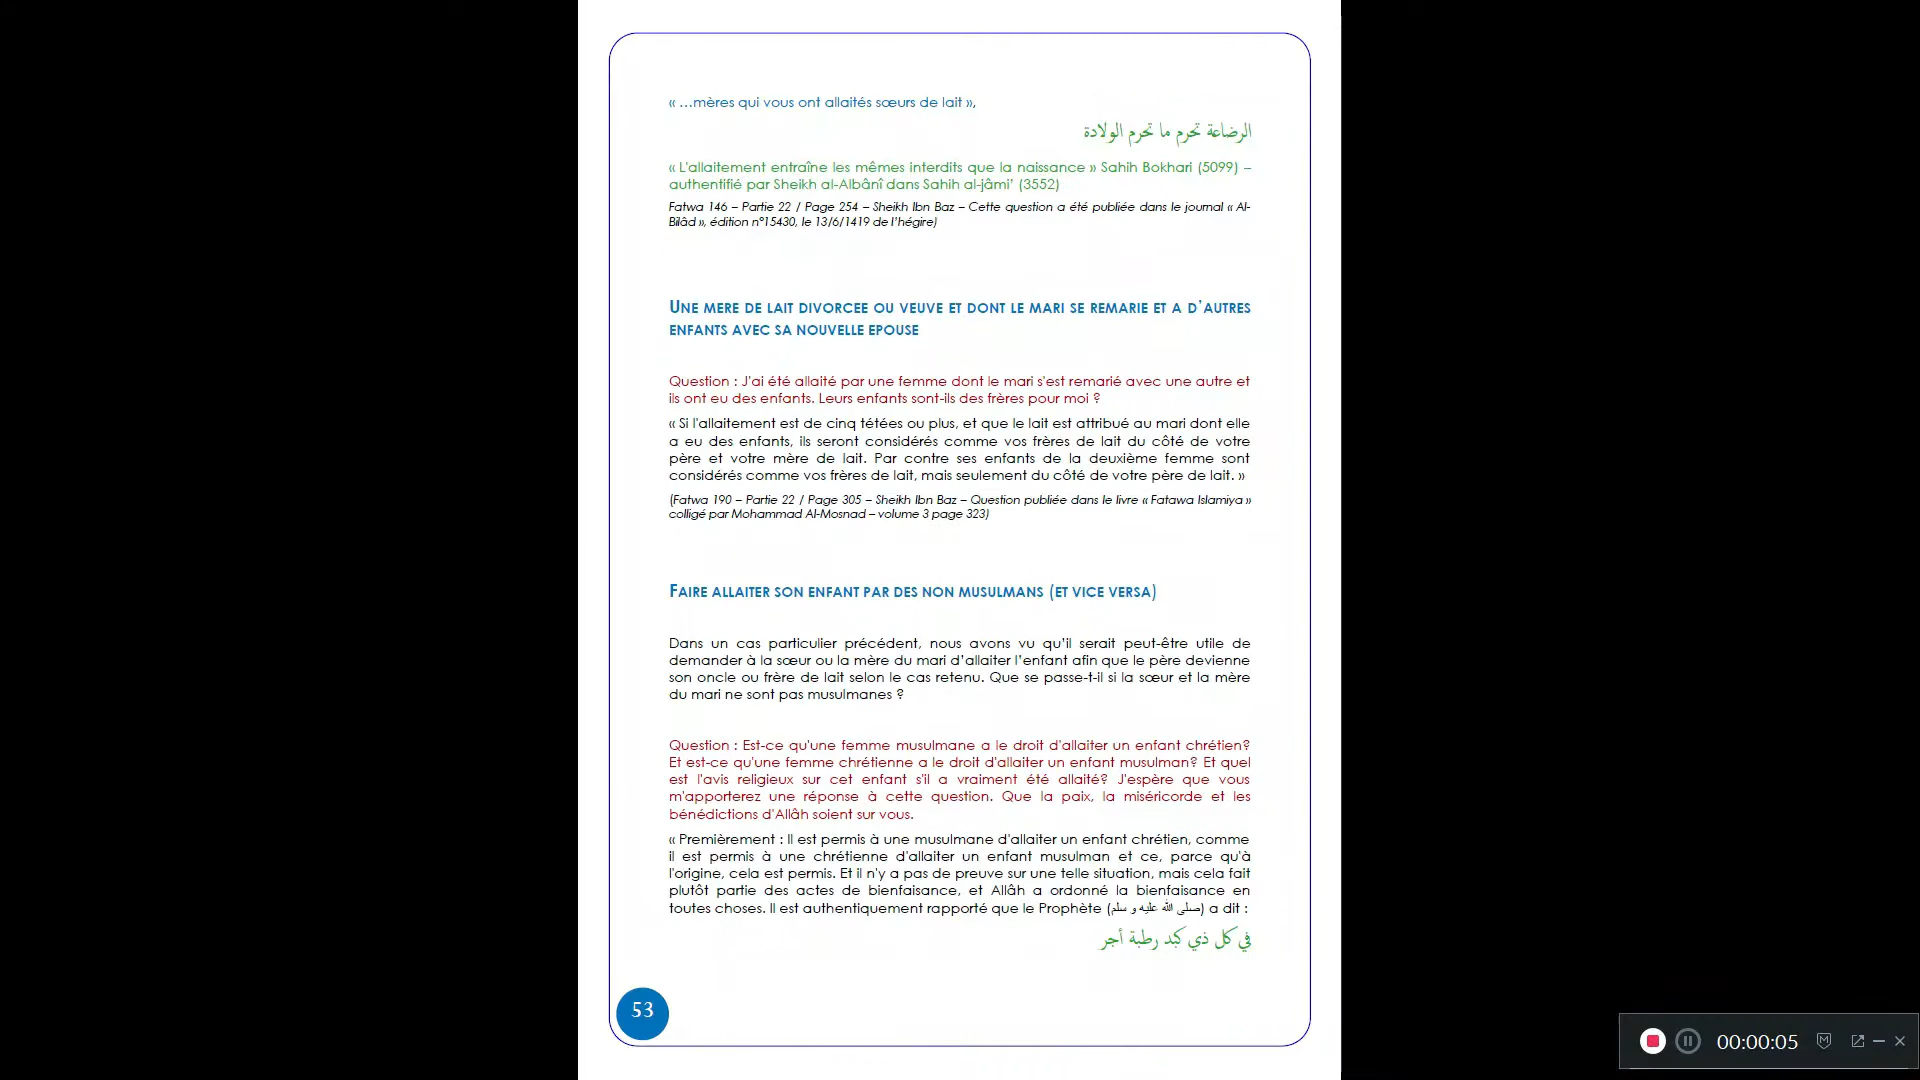 « …mères qui vous ont allaités sœurs de lait »,
الرضاعة تحرم ما تحرم الولادة
« L'allaitement entraîne les mêmes interdits que la naissance » Sahih Bokhari (5099) –
authentifié par Sheikh al-Albânî dans Sahih al-jâmi’ (3552)
Fatwa 146 – Partie 22 / Page 254 – Sheikh Ibn Baz – Cette question a été publiée dans le journal « Al-
Bilâd », édition n°15430, le 13/6/1419 de l’hégire)
UNE MERE DE LAIT DIVORCEE OU VEUVE ET DONT LE MARI SE REMARIE ET A D’AUTRES
ENFANTS AVEC SA NOUVELLE EPOUSE
Question : J'ai été allaité par une femme dont le mari s'est remarié avec une autre et
ils ont eu des enfants. Leurs enfants sont-ils des frères pour moi ?
« Si l'allaitement est de cinq tétées ou plus, et que le lait est attribué au mari dont elle
a eu des enfants, ils seront considérés comme vos frères de lait du côté de votre
père et votre mère de lait. Par contre ses enfants de la deuxième femme sont
considérés comme vos frères de lait, mais seulement du côté de votre père de lait. »
(Fatwa 190 – Partie 22 / Page 305 – Sheikh Ibn Baz – Question publiée dans le livre « Fatawa Islamiya »
colligé par Mohammad Al-Mosnad – volume 3 page 323)
FAIRE ALLAITER SON ENFANT PAR DES NON MUSULMANS (ET VICE VERSA)
Dans un cas particulier précédent, nous avons vu qu’il serait peut-être utile de
demander à la sœur ou la mère du mari d’allaiter l’enfant afin que le père devienne
son oncle ou frère de lait selon le cas retenu. Que se passe-t-il si la sœur et la mère
du mari ne sont pas musulmanes ?
Question : Est-ce qu'une femme musulmane a le droit d'allaiter un enfant chrétien?
Et est-ce qu'une femme chrétienne a le droit d'allaiter un enfant musulman? Et quel
est l'avis religieux sur cet enfant s'il a vraiment été allaité? J'espère que vous
m'apporterez une réponse à cette question. Que la paix, la miséricorde et les
bénédictions d'Allâh soient sur vous.
« Premièrement : Il est permis à une musulmane d'allaiter un enfant chrétien, comme
il est permis à une chrétienne d'allaiter un enfant musulman et ce, parce qu'à
l'origine, cela est permis. Et il n'y a pas de preuve sur une telle situation, mais cela fait
plutôt partie des actes de bienfaisance, et Allâh a ordonné la bienfaisance en
toutes choses. Il est authentiquement rapporté que le Prophète (صلى الله عليه و سلم) a dit :
في كل ذي كبد رطبة أجر
53
00:00:05